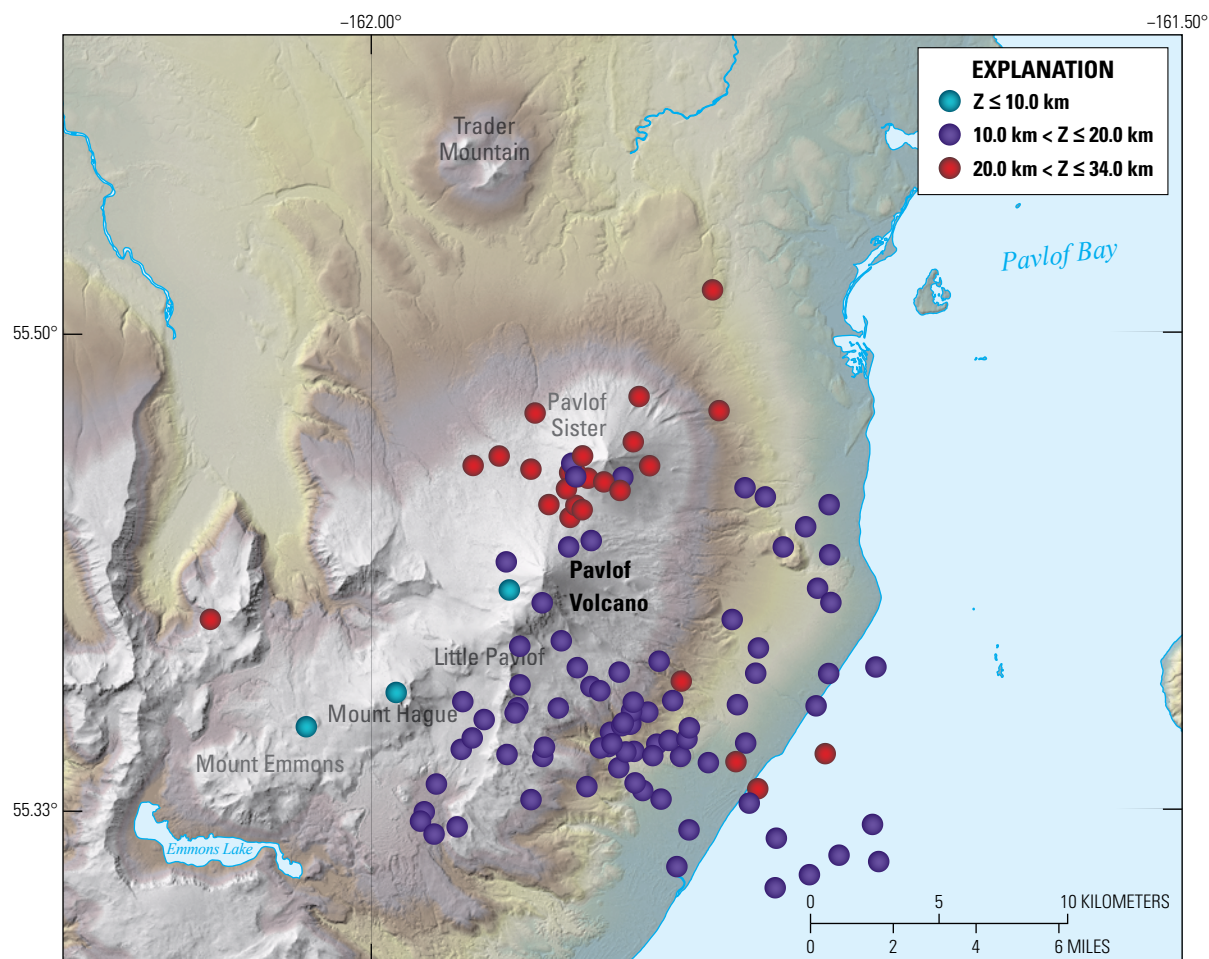 −162.00°
−161.50°
EXPLANATION
Z ≤ 10.0 km
10.0 km < Z ≤ 20.0 km
20.0 km < Z ≤ 34.0 km
Trader
Mountain
Pavlof Bay
55.50°
Pavlof
Sister
Pavlof
Volcano
Little Pavlof
Mount Hague
Mount Emmons
55.33°
Emmons Lake
0 5 10 KILOMETERS
0 2 4 6 MILES